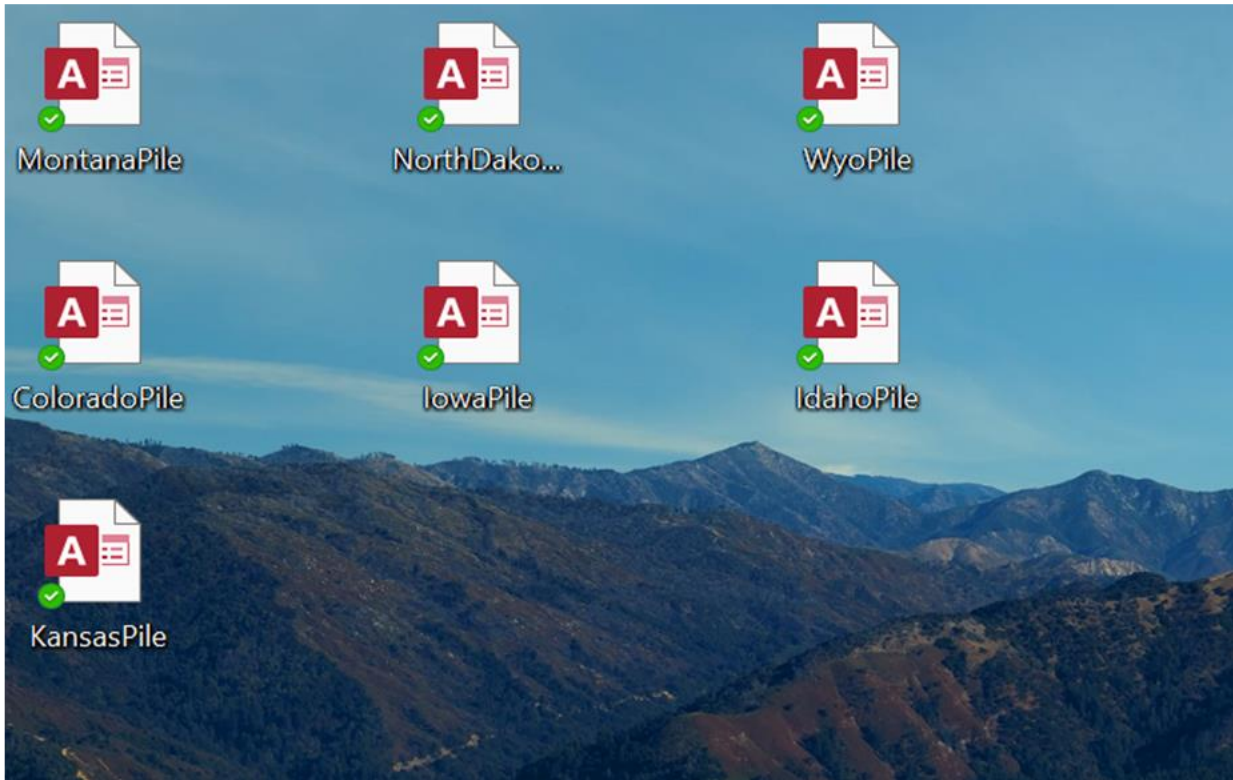 A
MontanaPile
A
NorthDako...
A
WyoPile
A
ColoradoPile
A
IowaPile
A
IdahoPile
A
KansasPile